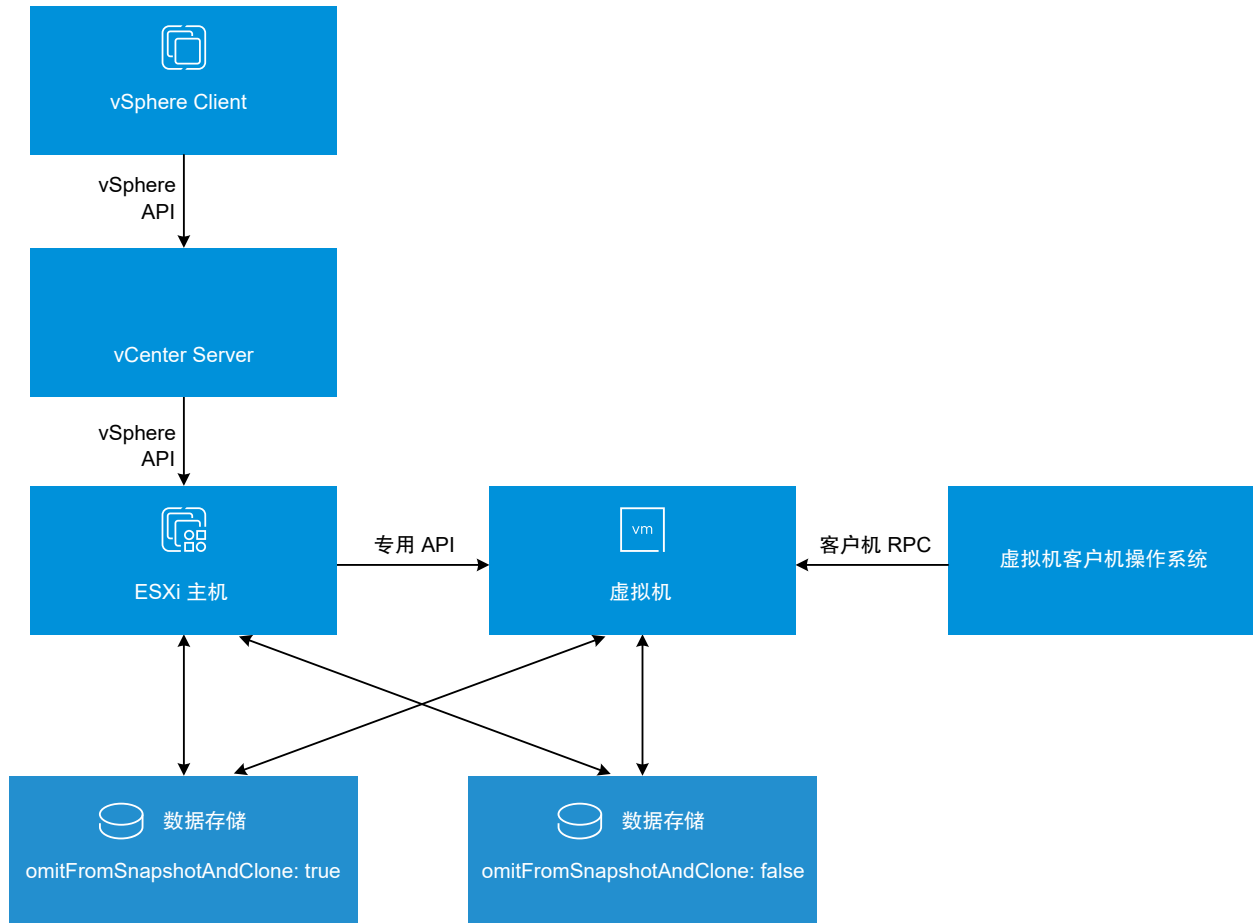 vSphere Client
vSphere
API
vCenter Server
vSphere
API
ESXi 主机
专用 API
vm
虚拟机
客户机 RPC
虚拟机客户机操作系统
数据存储
omitFromSnapshotAndClone: true
数据存储
omitFromSnapshotAndClone: false